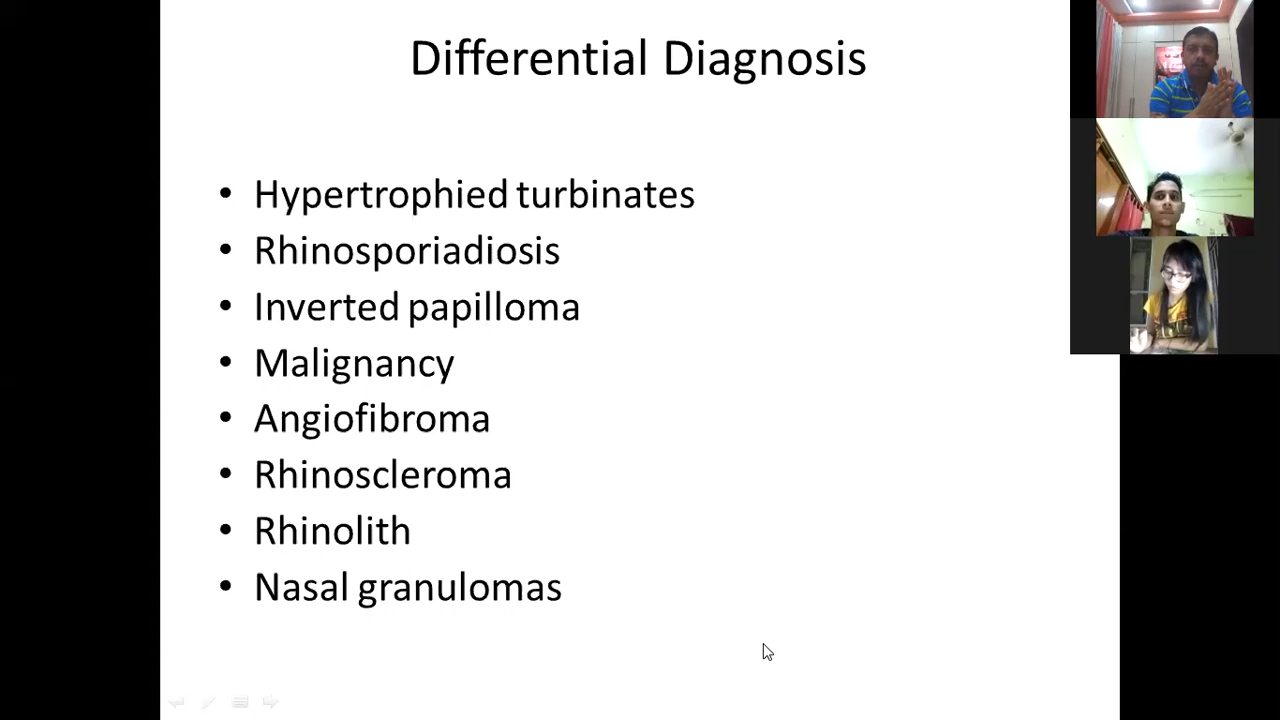 Differential Diagnosis
• Hypertrophied turbinates
• Rhinosporiadiosis
• Inverted papilloma
• Malignancy
• Angiofibroma
• Rhinoscleroma
• Rhinolith
• Nasal granulomas